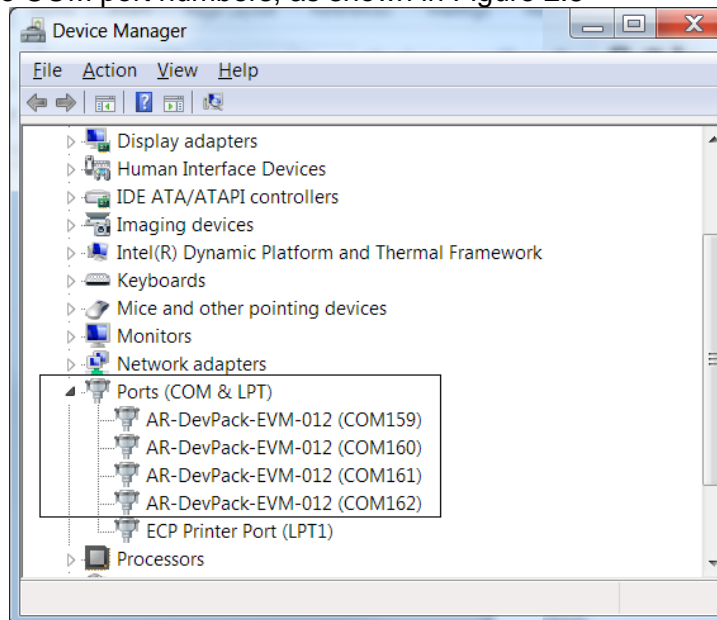 COM port numbers, as shown in Figure 2.
Device Manager
File Action View Help
Display adapters
Human Interface Devices
IDE ATA/ATAPI controllers
Imaging devices
Intel(R) Dynamic Platform and Thermal Framework
Keyboards
Mice and other pointing devices
Monitors
Network adapters
Ports (COM & LPT)
AR-DevPack-EVM-012 (COM159)
AR-DevPack-EVM-012 (COM160)
AR-DevPack-EVM-012 (COM161)
AR-DevPack-EVM-012 (COM162)
ECP Printer Port (LPT1)
Processors